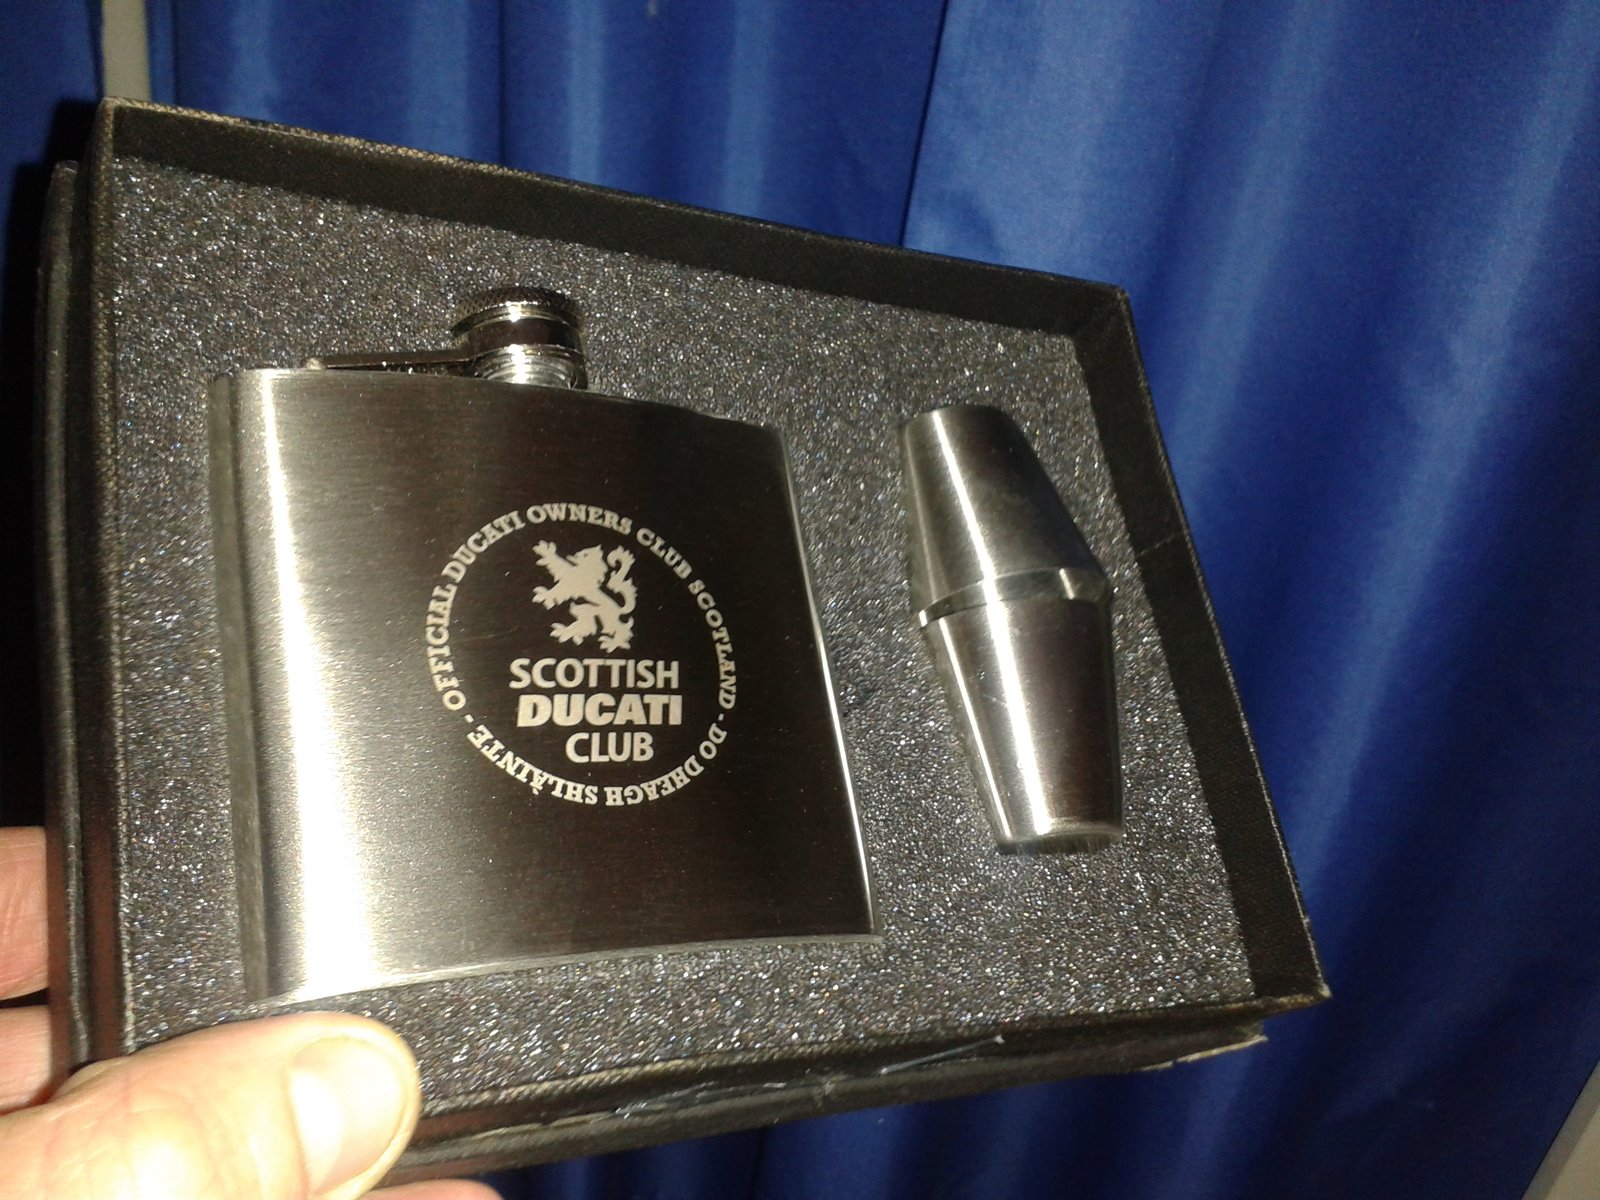 OFFICIAL DUCATI OWNERS CLUB SCOTLAND - DO DHEAGH SHLÀINTE -
SCOTTISH
DUCATI
CLUB